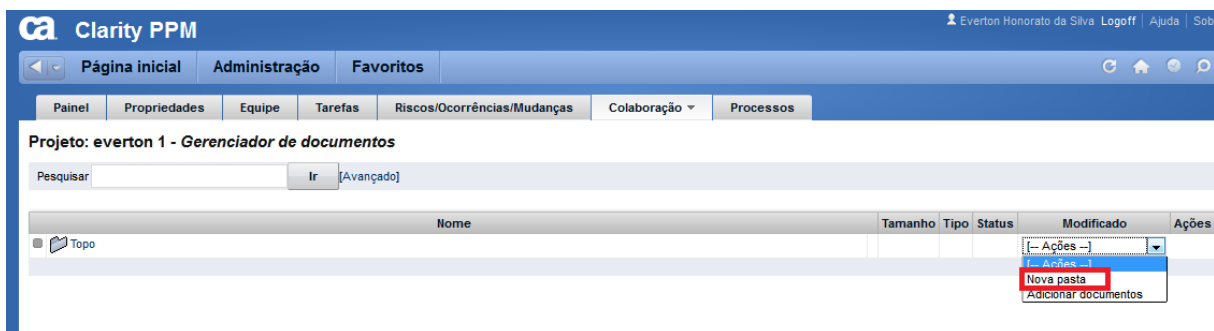 ca Clarity PPM
Everton Honorato da Silva Logoff | Ajuda | Sob
Página inicial Administração Favoritos
Painel Propriedades Equipe Tarefas Riscos/Ocorrências/Mudanças Colaboração Processos
Projeto: everton 1 - Gerenciador de documentos
Pesquisar Ir [Avançado]
Nome Tamanho Tipo Status Modificado Ações
Topo [-- Ações --]
[-- Ações --]
Nova pasta
Adicionar documentos